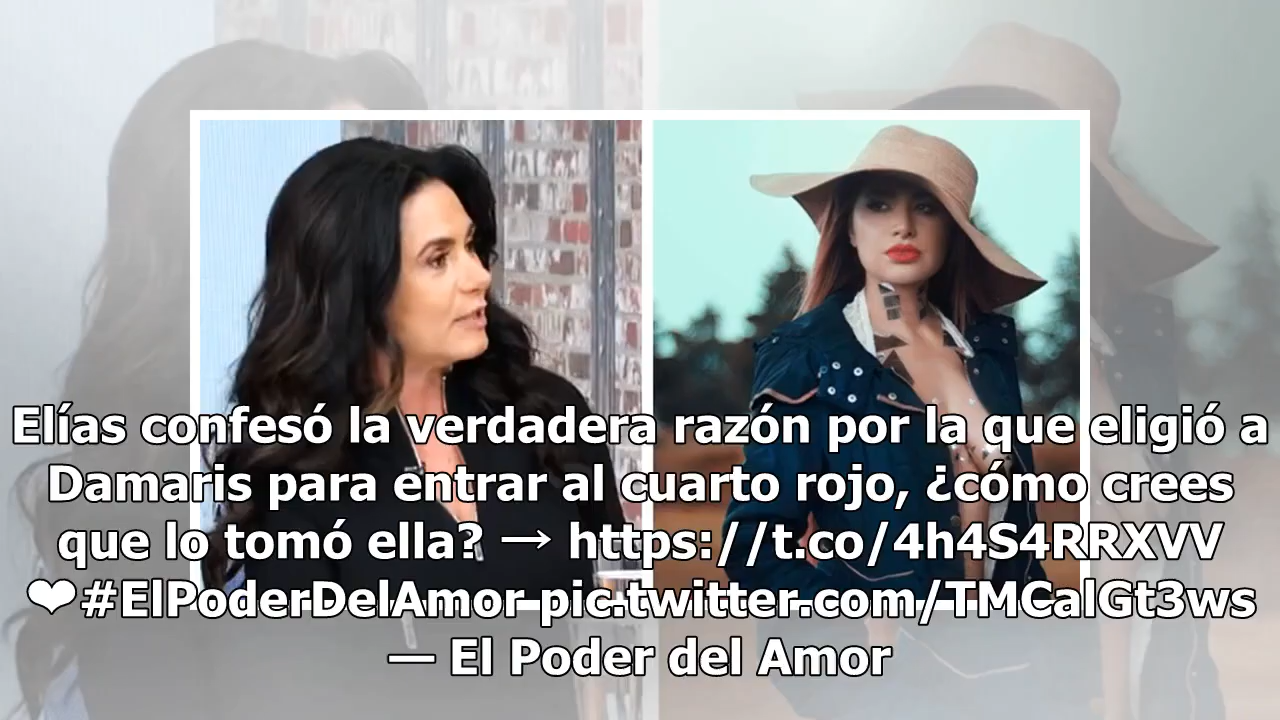 Elías confesó la verdadera razón por la que eligió a
Damaris para entrar al cuarto rojo, ¿cómo crees
que lo tomó ella? → https://t.co/4h4S4RRXVV
❤#ElPoderDelAmor pic.twitter.com/TMCalGt3ws
— El Poder del Amor